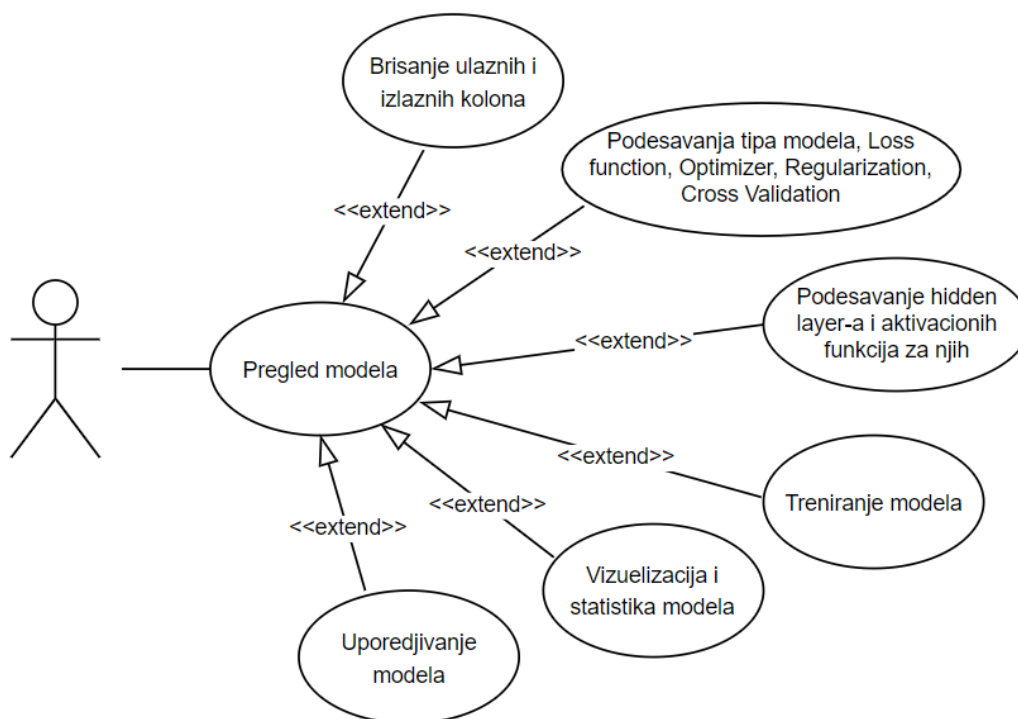 Brisanje ulaznih i
izlaznih kolona
Podesavanja tipa modela, Loss
function, Optimizer, Regularization,
Cross Validation
<<extend>>
<<extend>>
Podesavanje hidden
layer-a i aktivacionih
funkcija za njih
<<extend>>
Pregled modela
<<extend>>
Treniranje modela
<<extend>>
<<extend>>
Vizuelizacija i
statistika modela
Uporedjivanje
modela